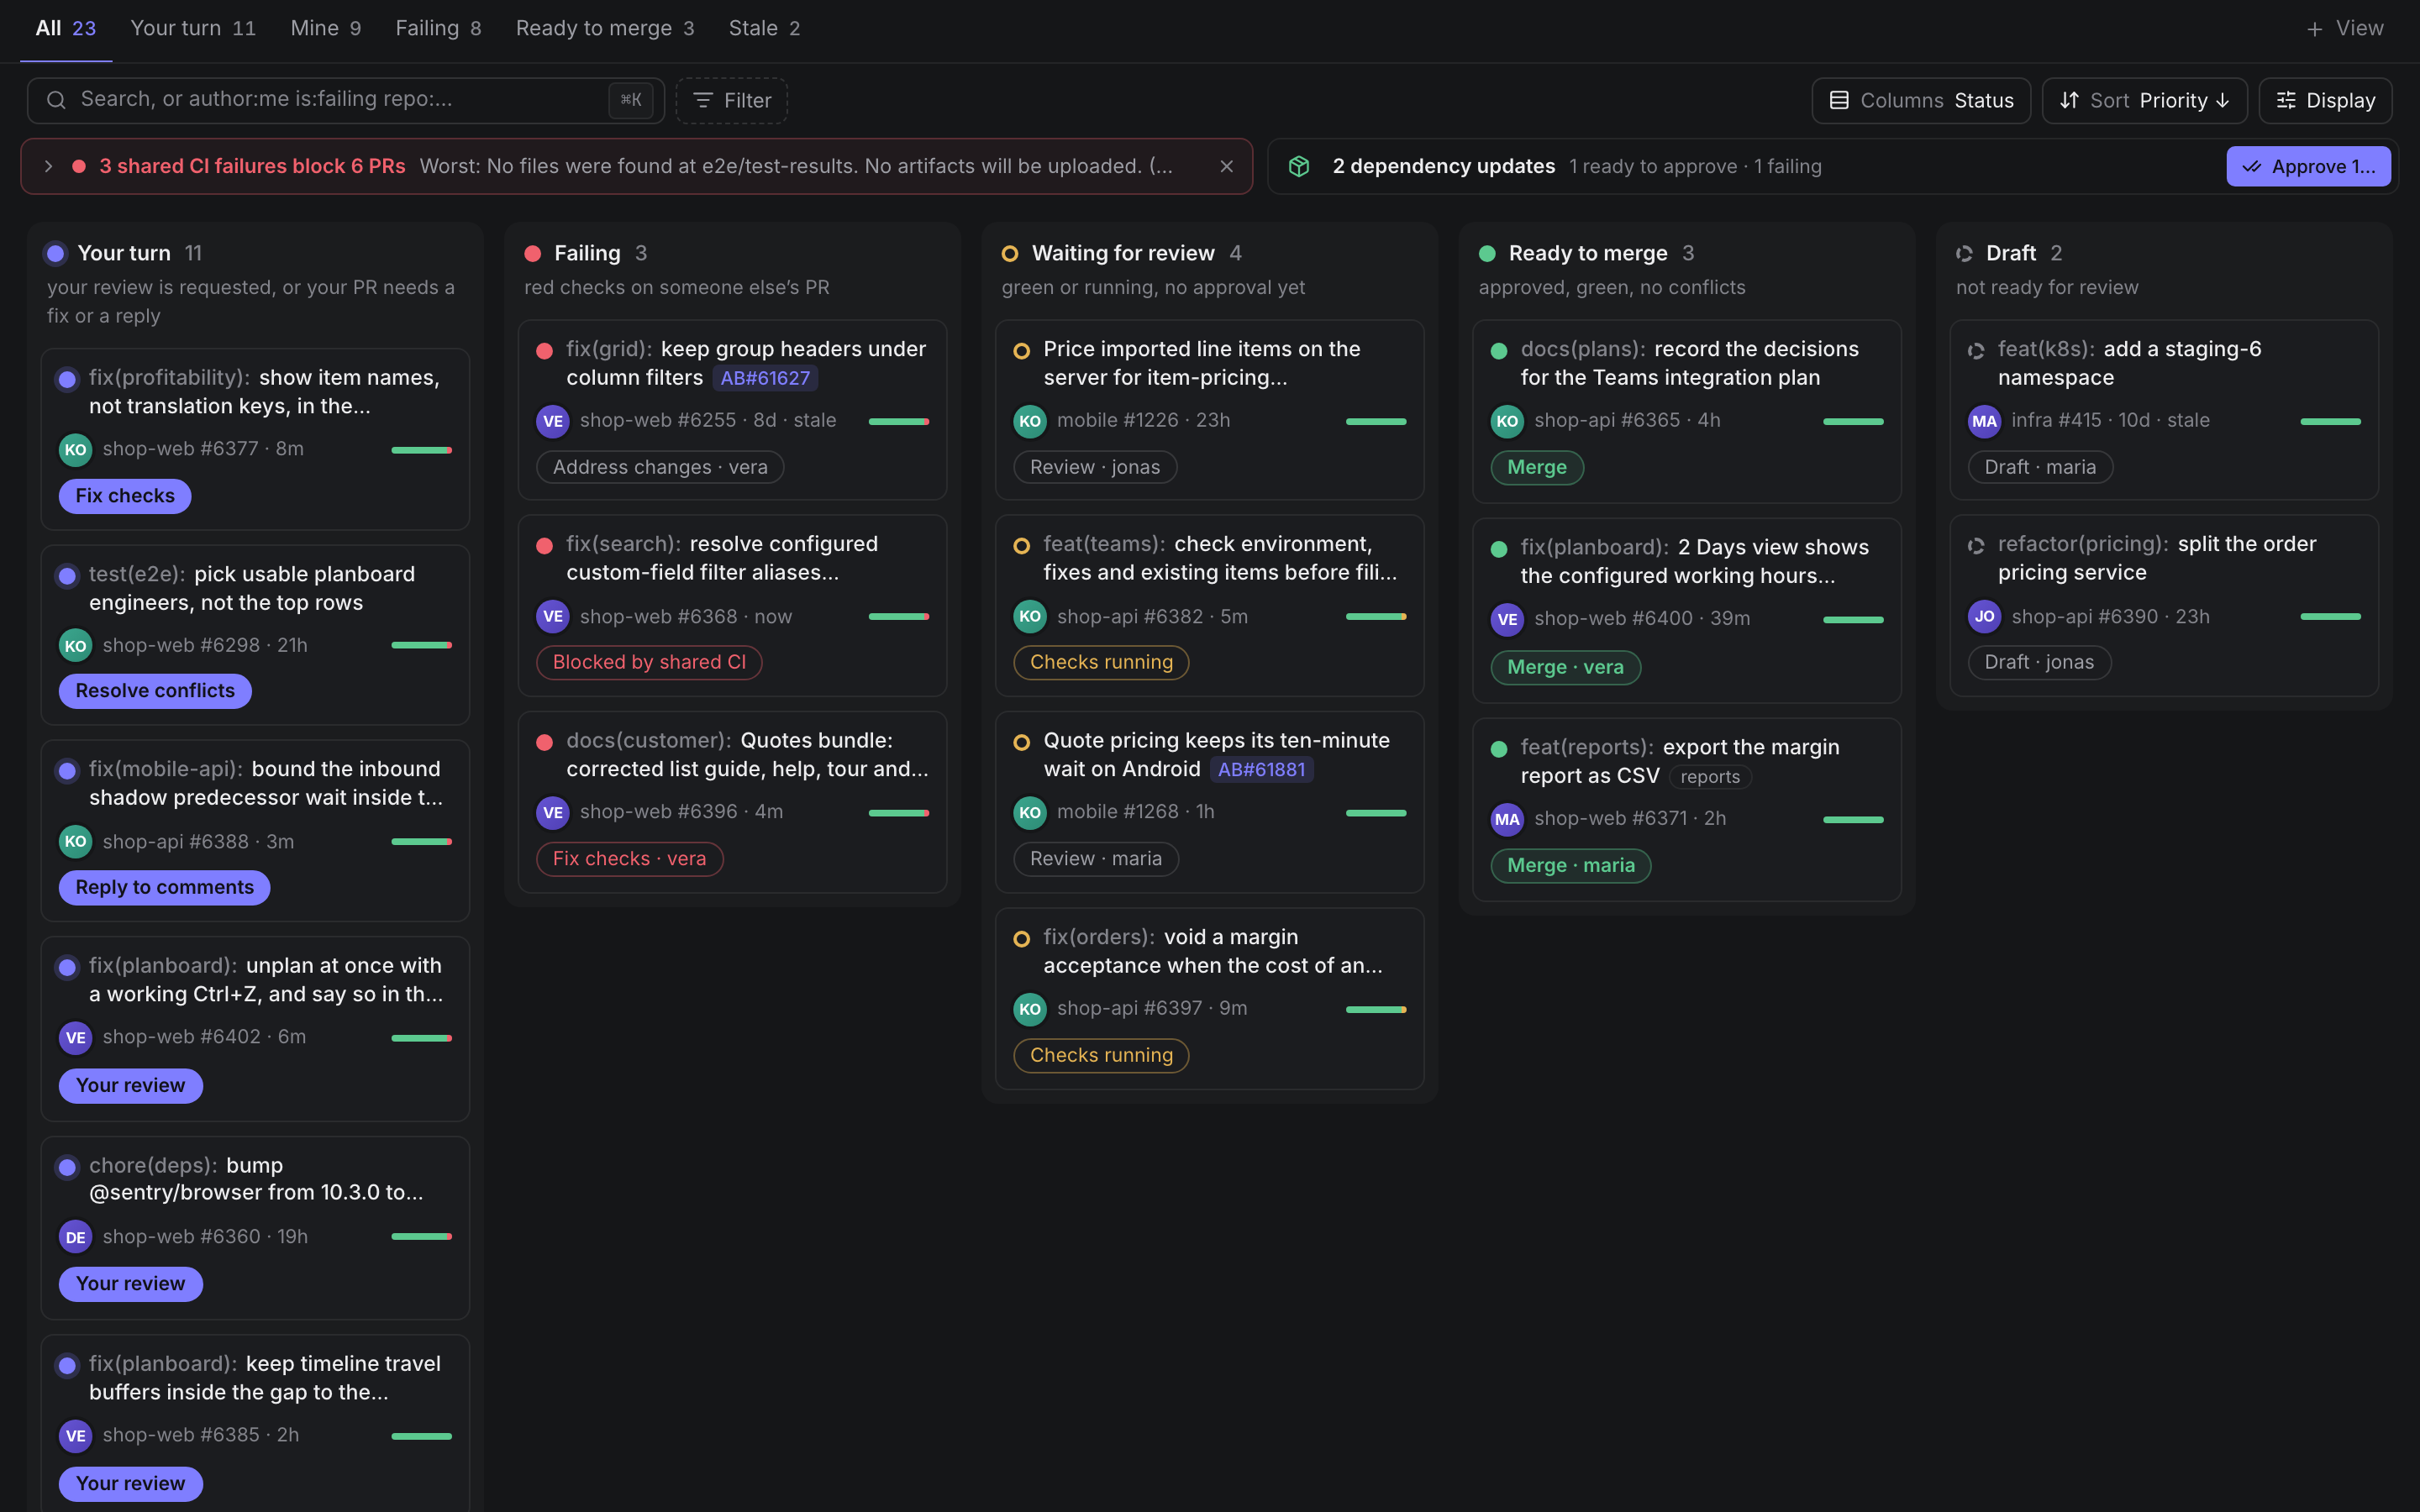 All 23
Your turn 11
Mine 9
Failing 8
Ready to merge 3
Stale 2
+ View
Search, or author:me is:failing repo:...
⌘K
Filter
Columns Status
Sort Priority ↓
Display
3 shared CI failures block 6 PRs Worst: No files were found at e2e/test-results. No artifacts will be uploaded. (...
2 dependency updates 1 ready to approve · 1 failing
Approve 1...
Your turn 11
your review is requested, or your PR needs a
fix or a reply
fix(profitability): show item names,
not translation keys, in the...
KO shop-web #6377 · 8m
Fix checks
test(e2e): pick usable planboard
engineers, not the top rows
KO shop-web #6298 · 21h
Resolve conflicts
fix(mobile-api): bound the inbound
shadow predecessor wait inside t...
KO shop-api #6388 · 3m
Reply to comments
fix(planboard): unplan at once with
a working Ctrl+Z, and say so in th...
VE shop-web #6402 · 6m
Your review
chore(deps): bump
@sentry/browser from 10.3.0 to...
DE shop-web #6360 · 19h
Your review
fix(planboard): keep timeline travel
buffers inside the gap to the...
VE shop-web #6385 · 2h
Your review
Failing 3
red checks on someone else’s PR
fix(grid): keep group headers under
column filters AB#61627
VE shop-web #6255 · 8d · stale
Address changes · vera
fix(search): resolve configured
custom-field filter aliases...
VE shop-web #6368 · now
Blocked by shared CI
docs(customer): Quotes bundle:
corrected list guide, help, tour and...
VE shop-web #6396 · 4m
Fix checks · vera
Waiting for review 4
green or running, no approval yet
Price imported line items on the
server for item-pricing...
KO mobile #1226 · 23h
Review · jonas
feat(teams): check environment,
fixes and existing items before fili...
KO shop-api #6382 · 5m
Checks running
Quote pricing keeps its ten-minute
wait on Android AB#61881
KO mobile #1268 · 1h
Review · maria
fix(orders): void a margin
acceptance when the cost of an...
KO shop-api #6397 · 9m
Checks running
Ready to merge 3
approved, green, no conflicts
docs(plans): record the decisions
for the Teams integration plan
KO shop-api #6365 · 4h
Merge
fix(planboard): 2 Days view shows
the configured working hours...
VE shop-web #6400 · 39m
Merge · vera
feat(reports): export the margin
report as CSV reports
MA shop-web #6371 · 2h
Merge · maria
Draft 2
not ready for review
feat(k8s): add a staging-6
namespace
MA infra #415 · 10d · stale
Draft · maria
refactor(pricing): split the order
pricing service
JO shop-api #6390 · 23h
Draft · jonas